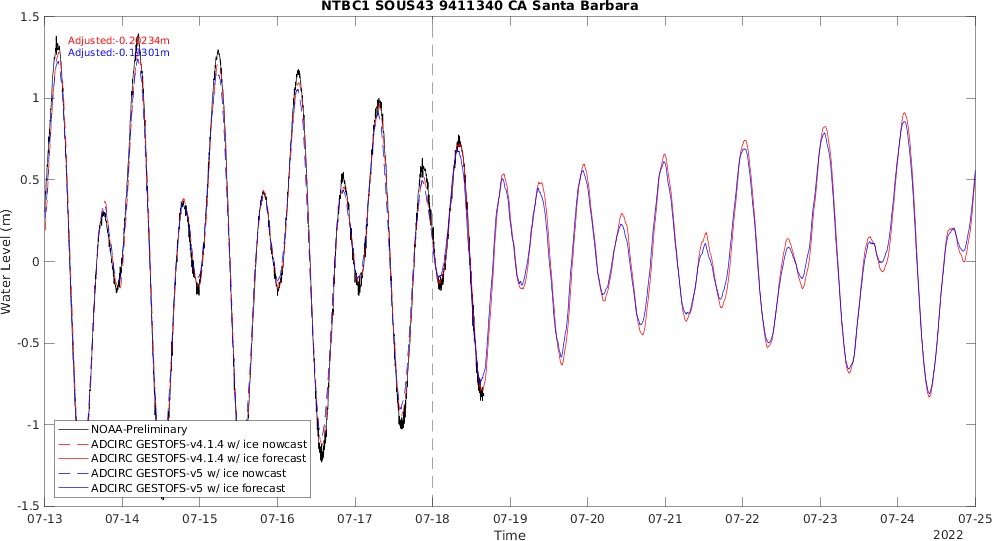 NTBC1 SOUS43 9411340 CA Santa Barbara
1.5
1
0.5
0
-0.5
-1
-1.5
Water Level (m)
Adjusted:-0.20234m
Adjusted:-0.19301m
NOAA-Preliminary
ADCIRC GESTOFS-v4.1.4 w/ ice nowcast
ADCIRC GESTOFS-v4.1.4 w/ ice forecast
ADCIRC GESTOFS-v5 w/ ice nowcast
ADCIRC GESTOFS-v5 w/ ice forecast
07-13 07-14 07-15 07-16 07-17 07-18 07-19 07-20 07-21 07-22 07-23 07-24 07-25
Time
2022